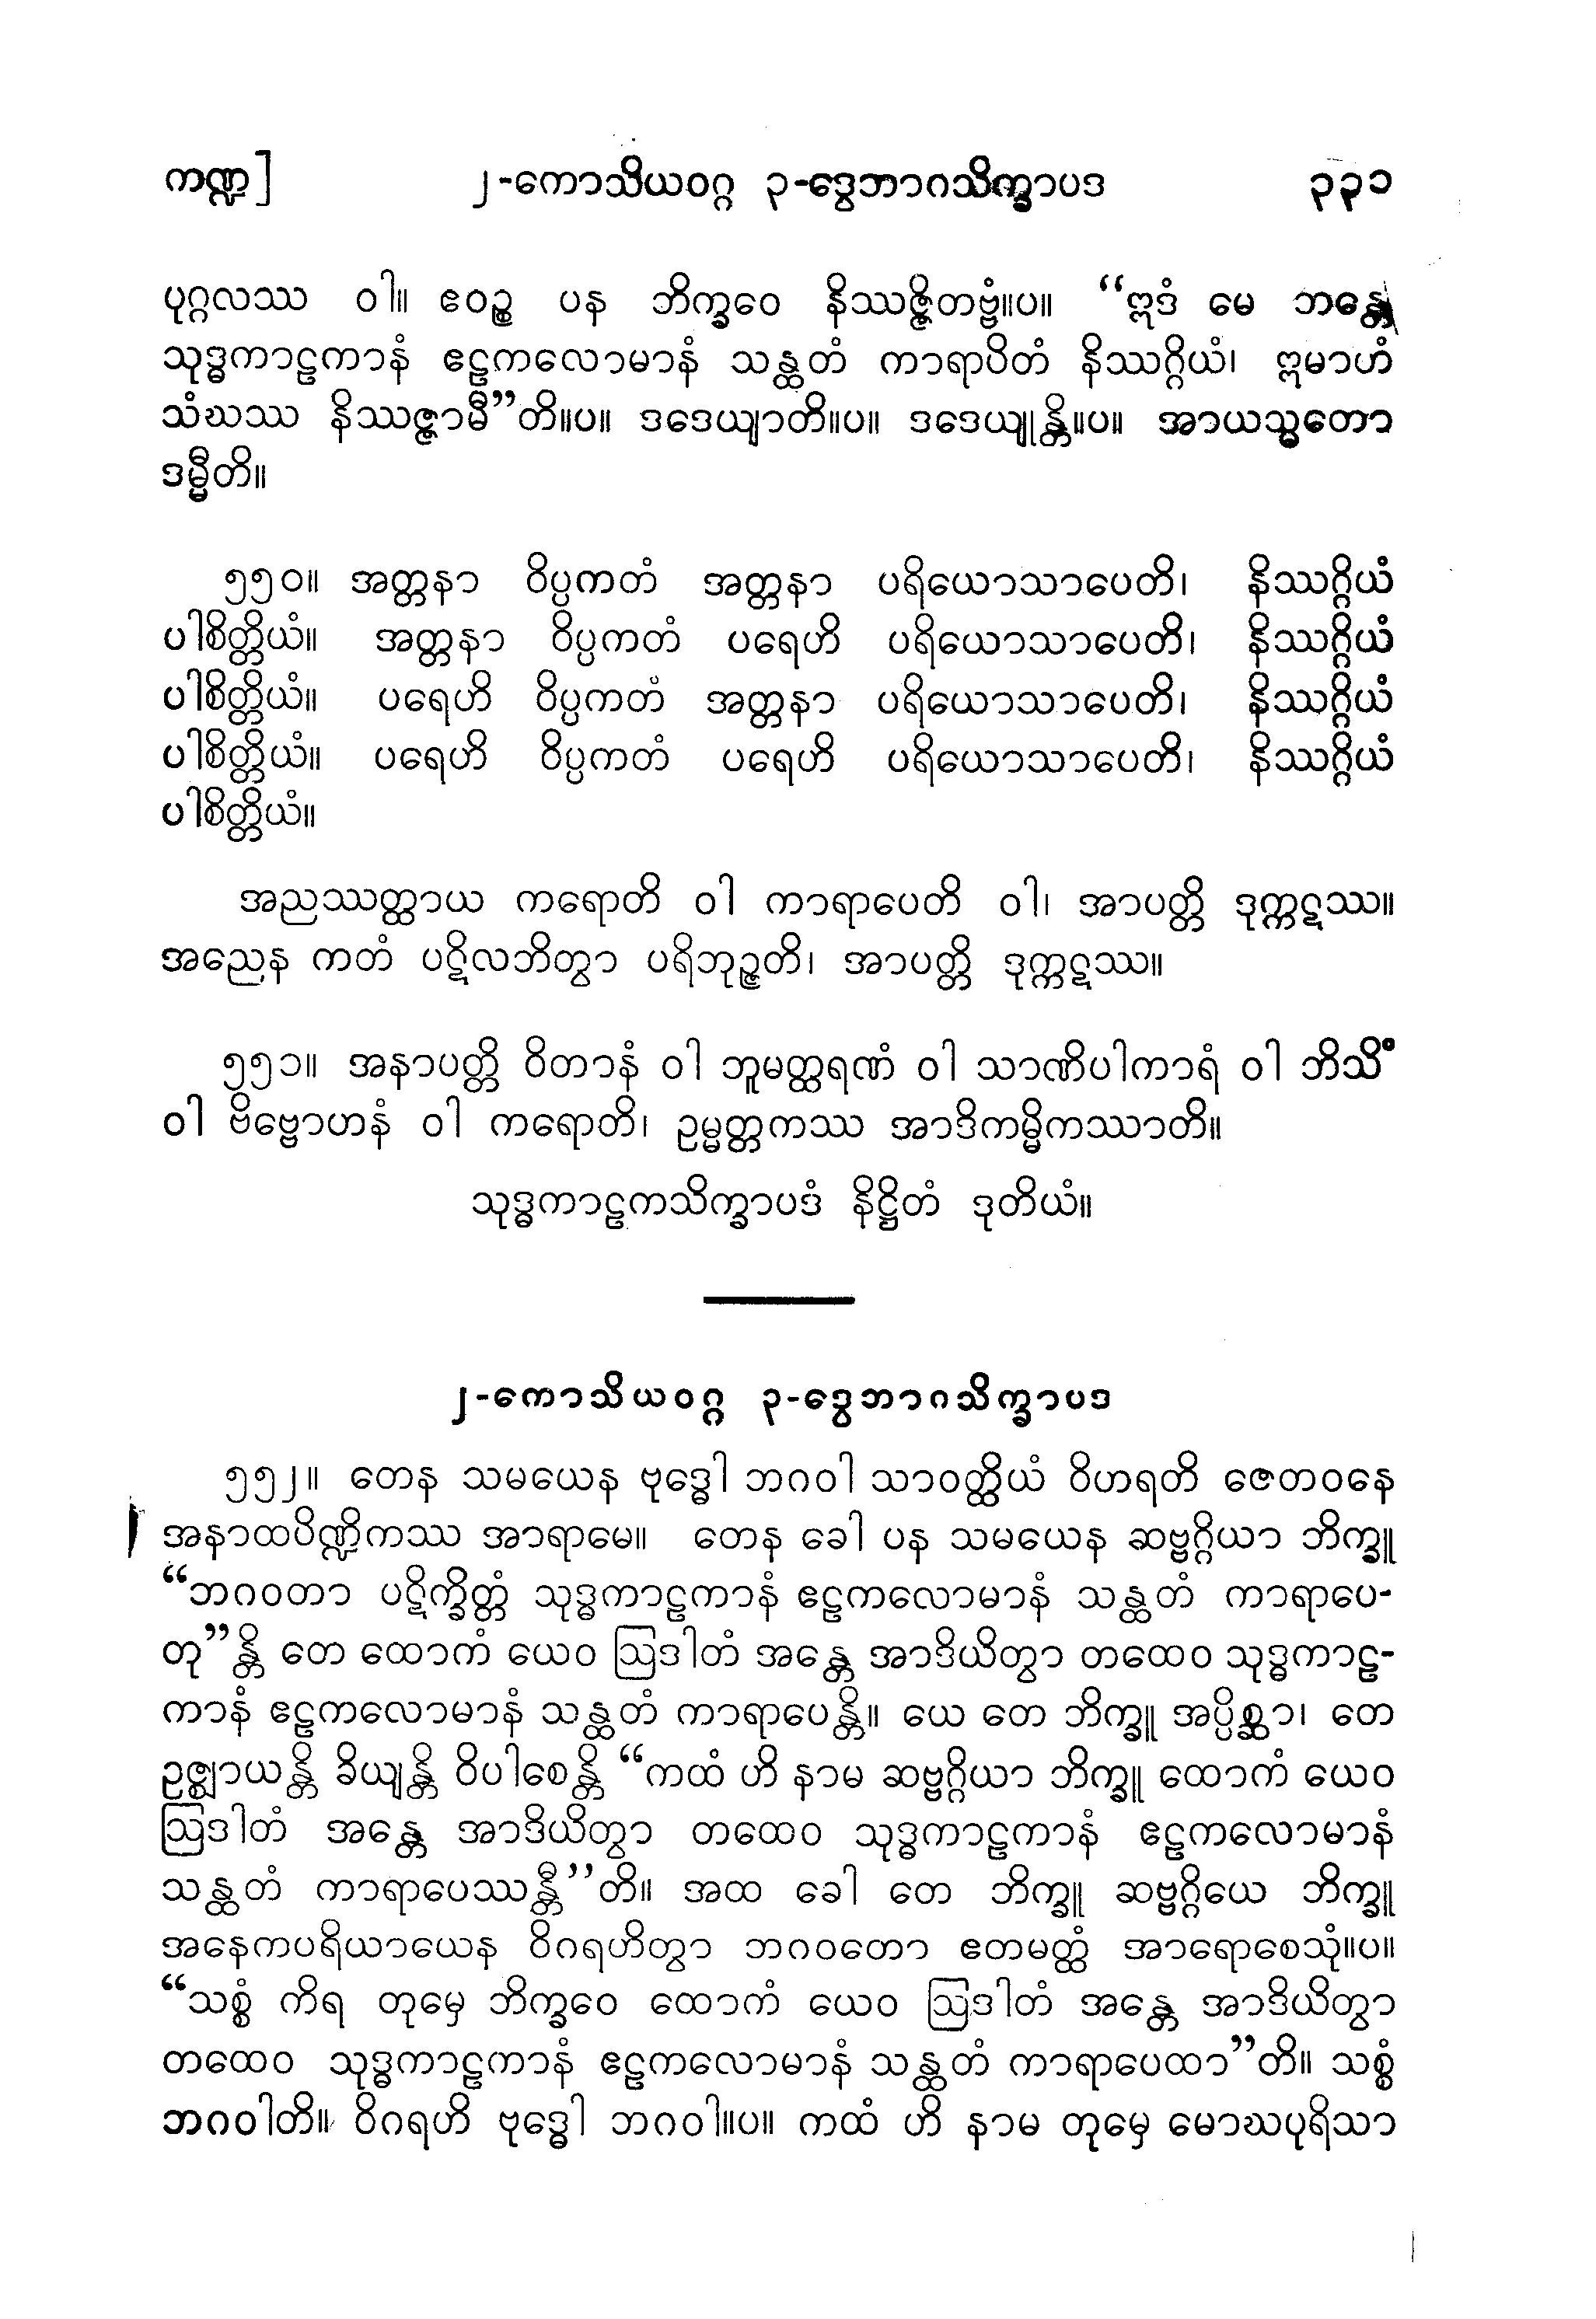 ကဏ္ဍ]
၂-ကောသိယဝဂ္ဂ ၃-ဒွေဘာဂသိက္ခာပဒ
၃၃၁
ပုဂ္ဂလဿ ဝါ။ ဧဝဉ္စ ပန ဘိက္ခဝေ နိဿဇ္ဇိတဗ္ဗံ။ပ။ “ဣဒံ မေ ဘန္တေ
သုဒ္ဓကာဠကာနံ ဧဠကလောမာနံ သန္ထတံ ကာရာပိတံ နိဿဂ္ဂိယံ၊ ဣမာဟံ
သံဃဿ နိဿဇ္ဇာမီ”တိ။ပ။ ဒဒေယျာတိ။ပ။ ဒဒေယျုန္တိ။ပ။ အာယသ္မတော
ဒမ္မီတိ။
၅၅၀။ အတ္တနာ ဝိပ္ပကတံ အတ္တနာ ပရိယောသာပေတိ၊ နိဿဂ္ဂိယံ
ပါစိတ္တိယံ။ အတ္တနာ ဝိပ္ပကတံ ပရေဟိ ပရိယောသာပေတိ၊ နိဿဂ္ဂိယံ
ပါစိတ္တိယံ။ ပရေဟိ ဝိပ္ပကတံ အတ္တနာ ပရိယောသာပေတိ၊ နိဿဂ္ဂိယံ
ပါစိတ္တိယံ။ ပရေဟိ ဝိပ္ပကတံ ပရေဟိ ပရိယောသာပေတိ၊ နိဿဂ္ဂိယံ
ပါစိတ္တိယံ။
အညဿတ္ထာယ ကရောတိ ဝါ ကာရာပေတိ ဝါ၊ အာပတ္တိ ဒုက္ကဋဿ။
အညေန ကတံ ပဋိလဘိတွာ ပရိဘုဉ္ဇတိ၊ အာပတ္တိ ဒုက္ကဋဿ။
၅၅၁။ အနာပတ္တိ ဝိတာနံ ဝါ ဘူမတ္ထရဏံ ဝါ သာဏိပါကာရံ ဝါ ဘိသိံ
ဝါ ဗိဗ္ဗောဟနံ ဝါ ကရောတိ၊ ဥမ္မတ္တကဿ အာဒိကမ္မိကဿာတိ။
သုဒ္ဓကာဠကသိက္ခာပဒံ နိဋ္ဌိတံ ဒုတိယံ။
၂-ကောသိယဝဂ္ဂ ၃-ဒွေဘာဂသိက္ခာပဒ
၅၅၂။ တေန သမယေန ဗုဒ္ဓေါ ဘဂဝါ သာဝတ္ထိယံ ဝိဟရတိ ဇေတဝနေ
အနာထပိဏ္ဍိကဿ အာရာမေ။ တေန ခေါ ပန သမယေန ဆဗ္ဗဂ္ဂိယာ ဘိက္ခူ
“ဘဂဝတာ ပဋိက္ခိတ္တံ သုဒ္ဓကာဠကာနံ ဧဠကလောမာနံ သန္ထတံ ကာရာပေ-
တု”န္တိ တေ ထောကံ ယေဝ ဩဒါတံ အန္တေ အာဒိယိတွာ တထေဝ သုဒ္ဓကာဠ-
ကာနံ ဧဠကလောမာနံ သန္ထတံ ကာရာပေန္တိ။ ယေ တေ ဘိက္ခူ အပ္ပိစ္ဆာ၊ တေ
ဥဇ္ဈာယန္တိ ခိယျန္တိ ဝိပါစေန္တိ “ကထံ ဟိ နာမ ဆဗ္ဗဂ္ဂိယာ ဘိက္ခူ ထောကံ ယေဝ
ဩဒါတံ အန္တေ အာဒိယိတွာ တထေဝ သုဒ္ဓကာဠကာနံ ဧဠကလောမာနံ
သန္ထတံ ကာရာပေဿန္တီ”တိ။ အထ ခေါ တေ ဘိက္ခူ ဆဗ္ဗဂ္ဂိယေ ဘိက္ခူ
အနေကပရိယာယေန ဝိဂရဟိတွာ ဘဂဝတော ဧတမတ္ထံ အာရောစေသုံ။ပ။
“သစ္စံ ကိရ တုမှေ ဘိက္ခဝေ ထောကံ ယေဝ ဩဒါတံ အန္တေ အာဒိယိတွာ
တထေဝ သုဒ္ဓကာဠကာနံ ဧဠကလောမာနံ သန္ထတံ ကာရာပေထာ”တိ။ သစ္စံ
ဘဂဝါတိ။ ဝိဂရဟိ ဗုဒ္ဓေါ ဘဂဝါ။ပ။ ကထံ ဟိ နာမ တုမှေ မောဃပုရိသာ